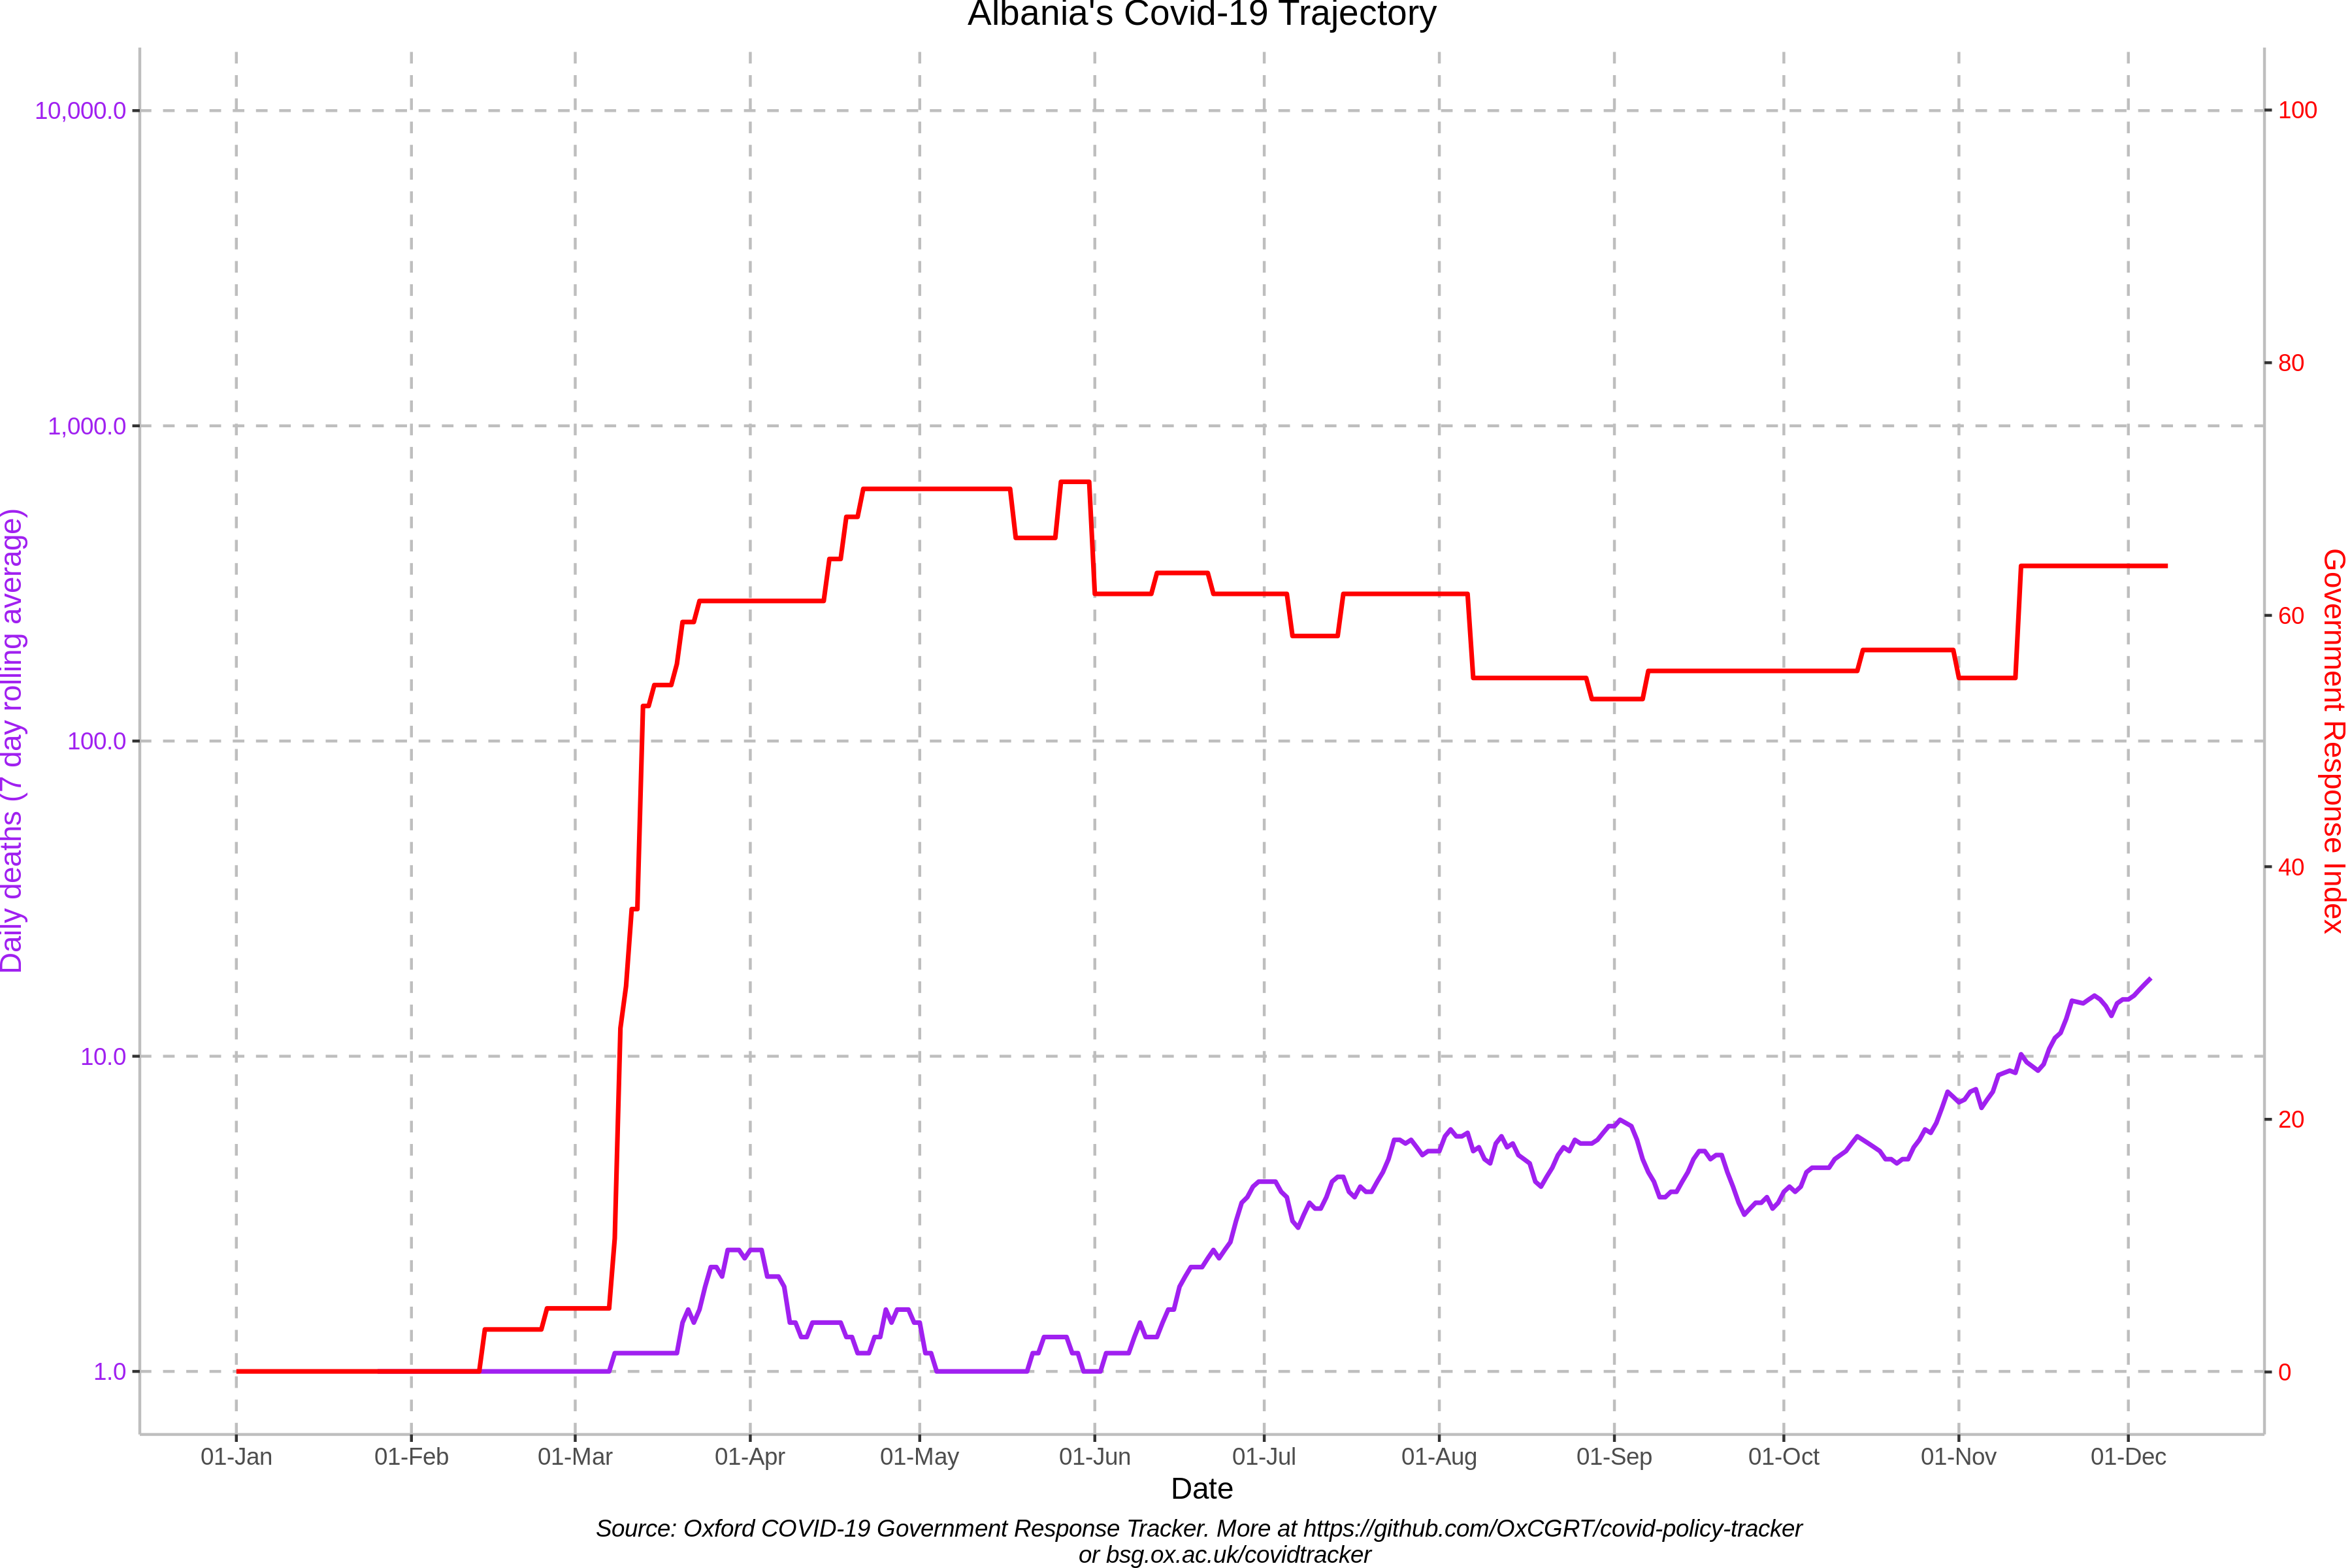 Albania's Covid-19 Trajectory
10,000.0
1,000.0
100.0
10.0
1.0
Daily deaths (7 day rolling average)
100
80
60
40
20
0
Government Response Index
01-Jan
01-Feb
01-Mar
01-Apr
01-May
01-Jun
01-Jul
01-Aug
01-Sep
01-Oct
01-Nov
01-Dec
Date
Source: Oxford COVID-19 Government Response Tracker. More at https://github.com/OxCGRT/covid-policy-tracker
or bsg.ox.ac.uk/covidtracker